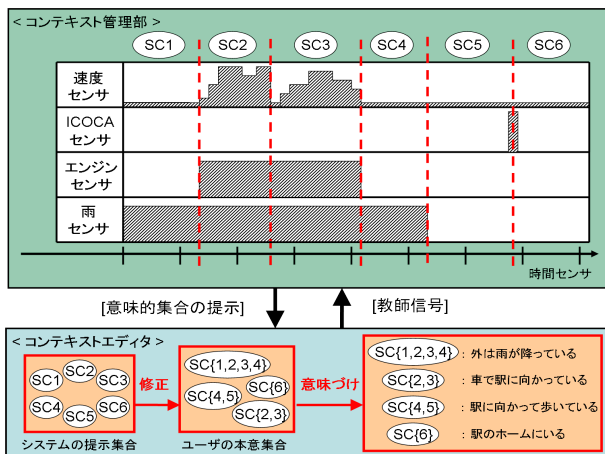 < コンテキスト管理部 >
SC1 SC2 SC3 SC4 SC5 SC6
速度
センサ
ICOCA
センサ
エンジン
センサ
雨
センサ
時間センサ
[意味的集合の提示]
[教師信号]
< コンテキストエディタ >
SC1
SC2
SC3
SC4
SC5
SC6
システムの提示集合
修正
SC{1,2,3,4}
SC{6}
SC{4,5}
SC{2,3}
ユーザの本意集合
意味づけ
SC{1,2,3,4} : 外は雨が降っている
SC{2,3} : 車で駅に向かっている
SC{4,5} : 駅に向かって歩いている
SC{6} : 駅のホームにいる